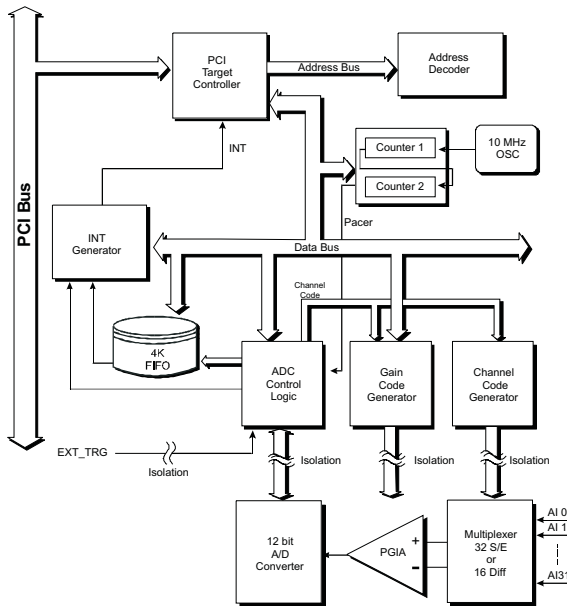 PCI
Target
Controller
Address Bus
Address
Decoder
INT
Counter 1
Counter 2
10 MHz
OSC
Pacer
PCI Bus
INT
Generator
Data Bus
Channel
Code
4K
FIFO
ADC
Control
Logic
Gain
Code
Generator
Channel
Code
Generator
EXT_TRG
Isolation
Isolation
Isolation
Isolation
12 bit
A/D
Converter
PGIA
+
-
Multiplexer
32 S/E
or
16 Diff
AI 0
AI 1
AI31